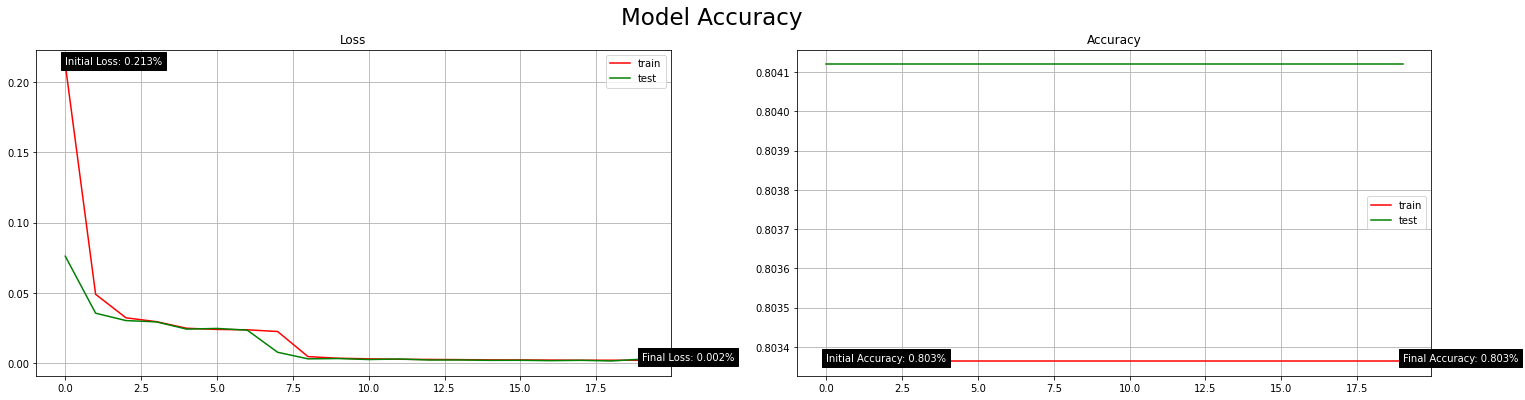 Model Accuracy
Loss
Initial Loss: 0.213%
train
test
0.20
0.15
0.10
0.05
0.00
Final Loss: 0.002%
0.0 2.5 5.0 7.5 10.0 12.5 15.0 17.5
Accuracy
0.8041
0.8040
0.8039
0.8038
0.8037
0.8036
0.8035
0.8034
train
test
Initial Accuracy: 0.803% Final Accuracy: 0.803%
0.0 2.5 5.0 7.5 10.0 12.5 15.0 17.5